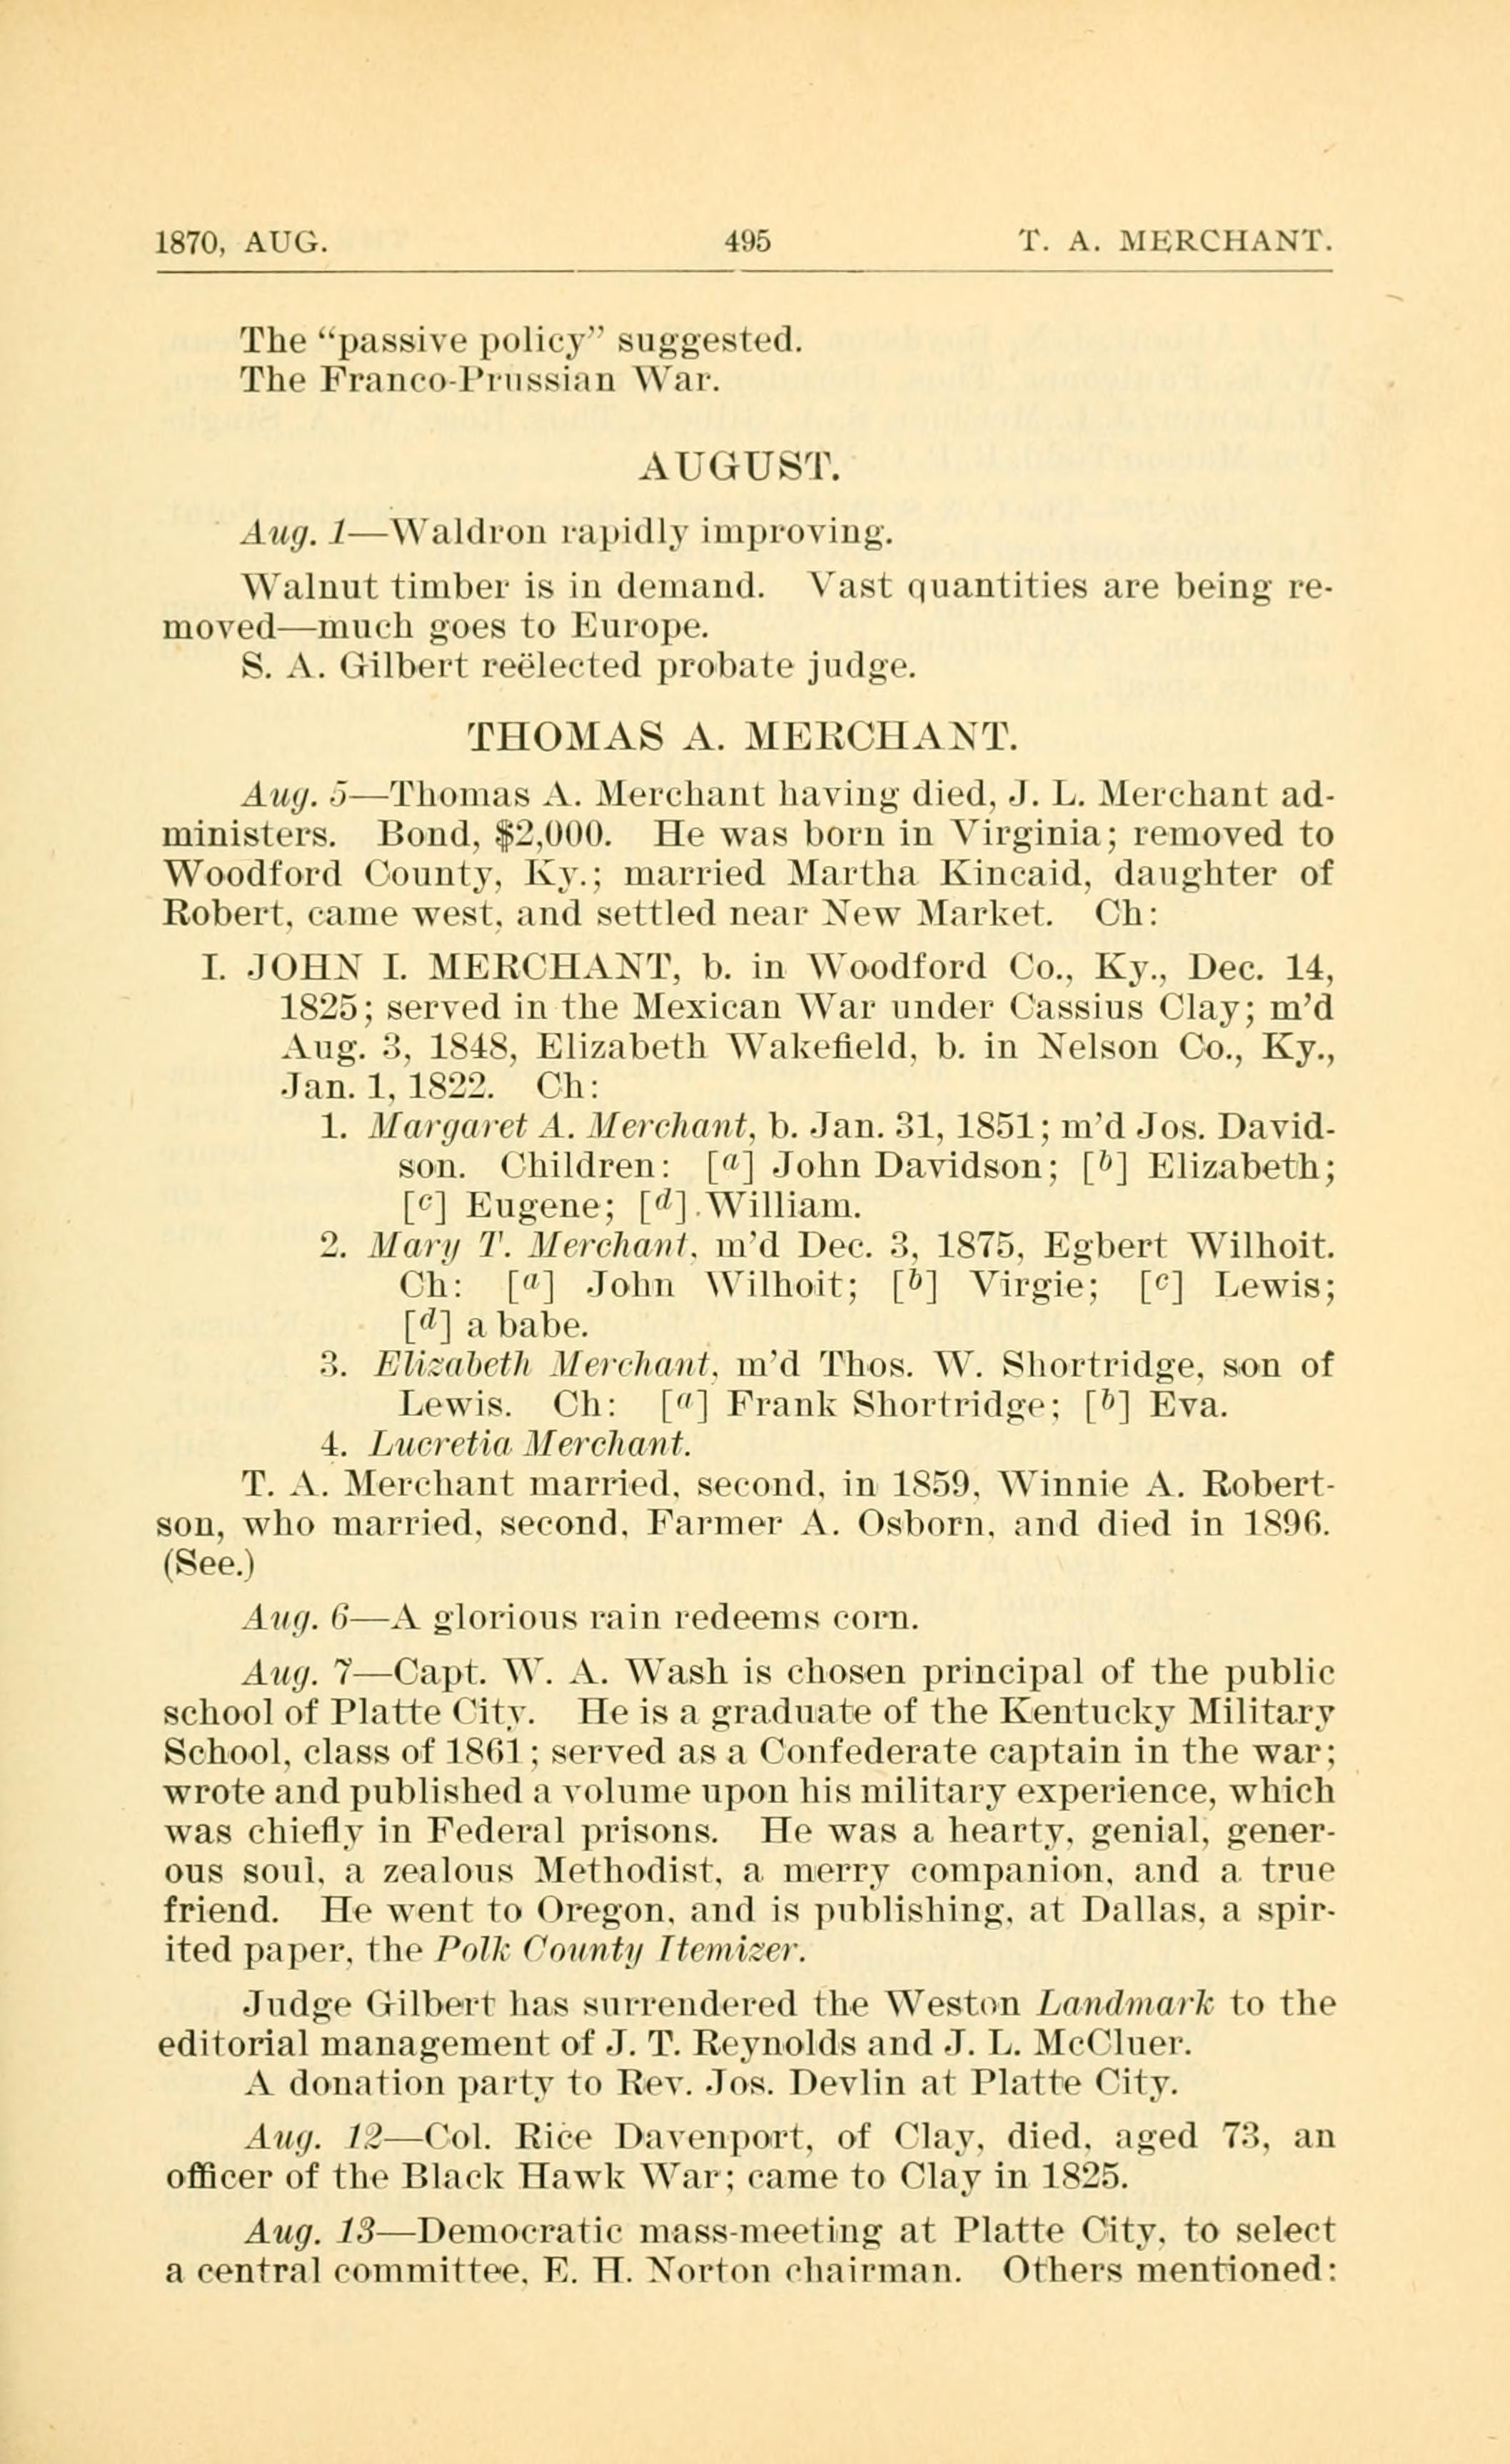 1870, AUG. 495 T. A. MERCHANT.
The “passive policy” suggested.
The Franco-Prussian War.
AUGUST.
Aug. 1—Waldron rapidly improving.
Walnut timber is in demand. Vast quantities are being re-
moved—much goes to Europe.
S. A. Gilbert reëlected probate judge.
THOMAS A. MERCHANT.
Aug. 5—Thomas A. Merchant having died, J. L. Merchant ad-
ministers. Bond, $2,000. He was born in Virginia; removed to
Woodford County, Ky.; married Martha Kincaid, daughter of
Robert, came west, and settled near New Market. Ch:
I. JOHN I. MERCHANT, b. in Woodford Co., Ky., Dec. 14,
1825; served in the Mexican War under Cassius Clay; m’d
Aug. 3, 1848, Elizabeth Wakefield, b. in Nelson Co., Ky.,
Jan. 1, 1822. Ch:
1. Margaret A. Merchant, b. Jan. 31, 1851; m’d Jos. David-
son. Children: [a] John Davidson; [b] Elizabeth;
[c] Eugene; [d] William.
2. Mary T. Merchant, m’d Dec. 3, 1875, Egbert Wilhoit.
Ch: [a] John Wilhoit; [b] Virgie; [c] Lewis;
[d] a babe.
3. Elizabeth Merchant, m’d Thos. W. Shortridge, son of
Lewis. Ch: [a] Frank Shortridge; [b] Eva.
4. Lucretia Merchant.
T. A. Merchant married, second, in 1859, Winnie A. Robert-
son, who married, second, Farmer A. Osborn, and died in 1896.
(See.)
Aug. 6—A glorious rain redeems corn.
Aug. 7—Capt. W. A. Wash is chosen principal of the public
school of Platte City. He is a graduate of the Kentucky Military
School, class of 1861; served as a Confederate captain in the war;
wrote and published a volume upon his military experience, which
was chiefly in Federal prisons. He was a hearty, genial, gener-
ous soul, a zealous Methodist, a merry companion, and a true
friend. He went to Oregon, and is publishing, at Dallas, a spir-
ited paper, the Polk County Itemizer.
Judge Gilbert has surrendered the Weston Landmark to the
editorial management of J. T. Reynolds and J. L. McCluer.
A donation party to Rev. Jos. Devlin at Platte City.
Aug. 12—Col. Rice Davenport, of Clay, died, aged 73, an
officer of the Black Hawk War; came to Clay in 1825.
Aug. 13—Democratic mass-meeting at Platte City, to select
a central committee, E. H. Norton chairman. Others mentioned: